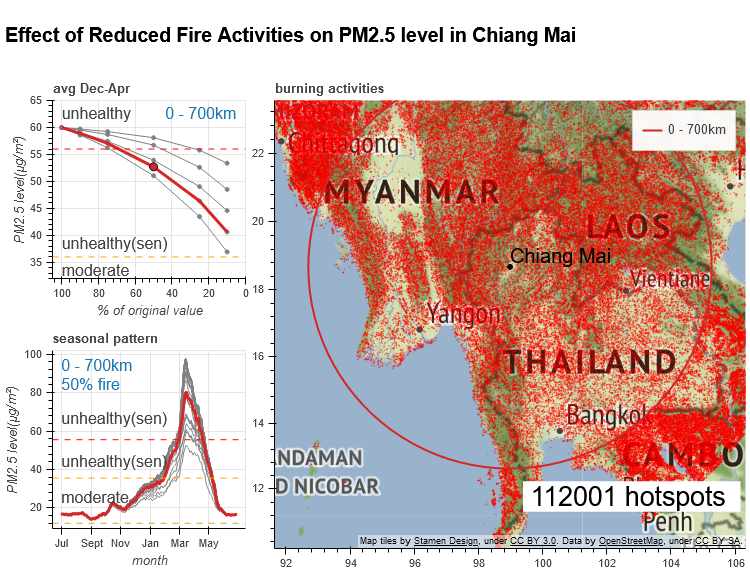 Effect of Reduced Fire Activities on PM2.5 level in Chiang Mai
avg Dec-Apr
65
60
55
50
45
40
35
unhealthy
0 - 700km
unhealthy(sen)
moderate
PM2.5 level(µg/m²)
100 80 60 40 20 0
% of original value
seasonal pattern
100
80
60
40
20
0 - 700km
50% fire
unhealthy(sen)
unhealthy(sen)
moderate
PM2.5 level(µg/m²)
Jul Sept Nov Jan Mar May
month
burning activities
0 - 700km
22
20
18
16
14
12
Chittagong
MYANMAR
LAOS
Chiang Mai
Vientiane
Yangon
THAILAND
Bangkok
CAMBO
NDAMAN
D NICOBAR
112001 hotspots
Penh
Map tiles by Stamen Design, under CC BY 3.0. Data by OpenStreetMap, under CC BY SA.
92 94 96 98 100 102 104 106